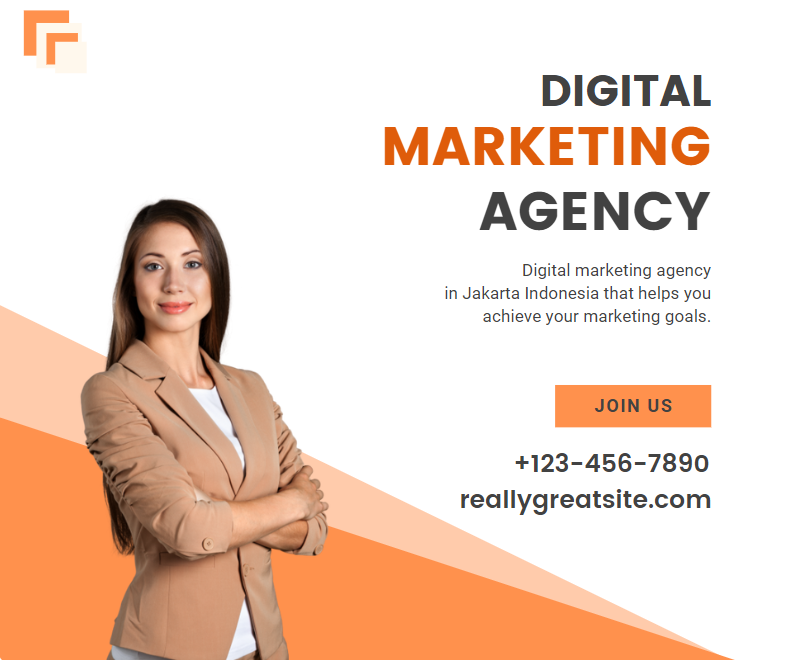 DIGITAL
MARKETING
AGENCY
Digital marketing agency
in Jakarta Indonesia that helps you
achieve your marketing goals.
JOIN US
+123-456-7890
reallygreatsite.com